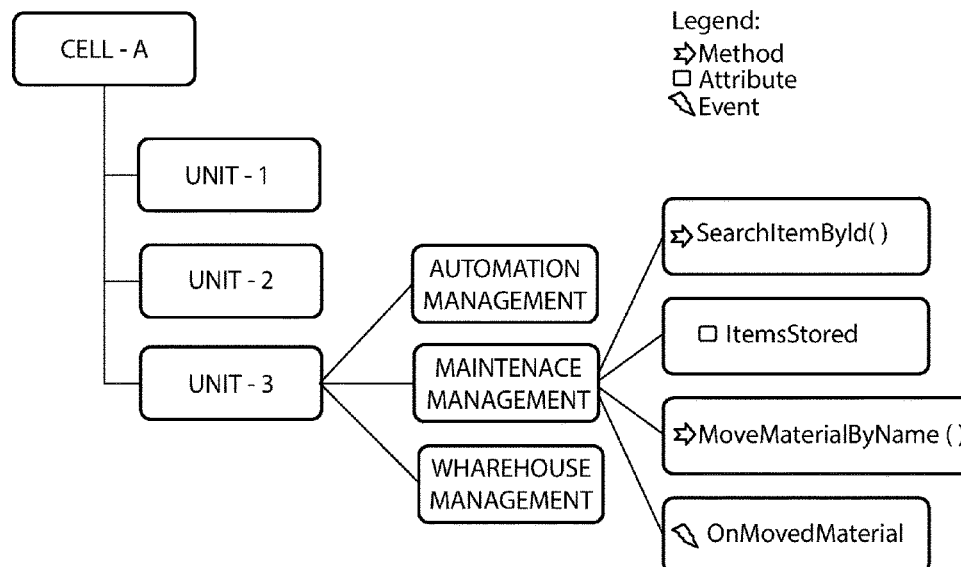 CELL - A
Legend:
Method
Attribute
Event
UNIT - 1
UNIT - 2
UNIT - 3
AUTOMATION
MANAGEMENT
MAINTENACE
MANAGEMENT
WHAREHOUSE
MANAGEMENT
SearchItemById( )
ItemsStored
MoveMaterialByName ( )
OnMovedMaterial